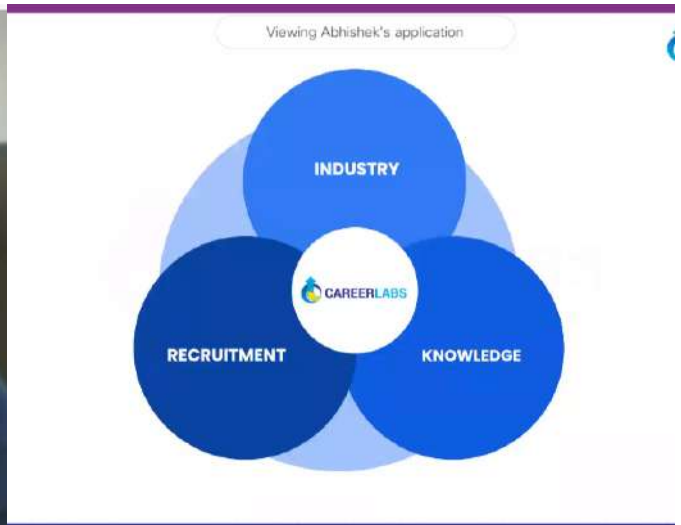 Viewing Abhishek's application
INDUSTRY
CAREERLABS
RECRUITMENT
KNOWLEDGE